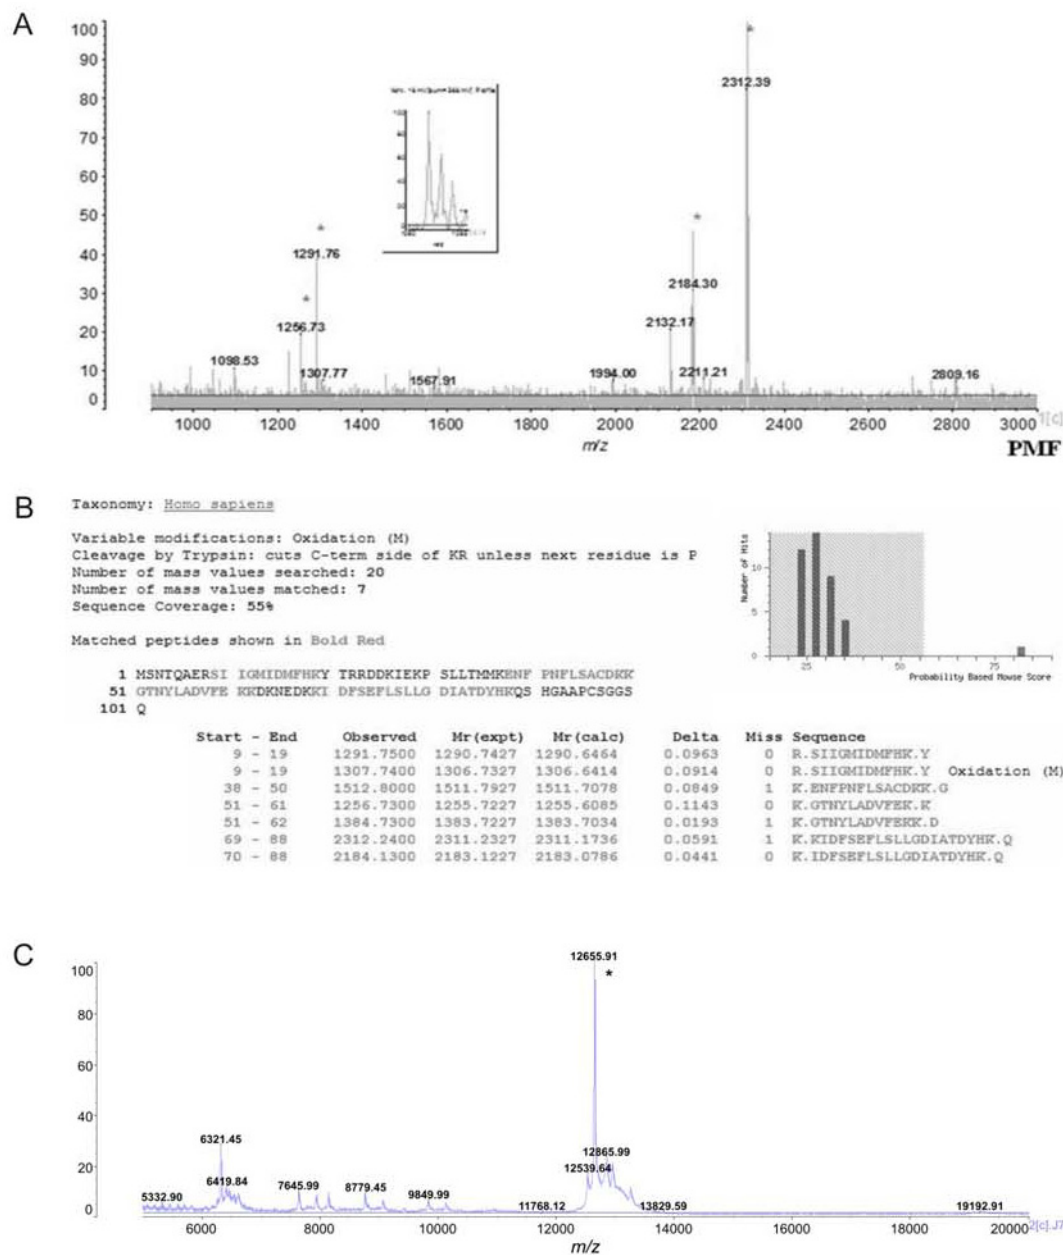 A
100
90
80
70
60
50
40
30
20
10
0
*
2312.39
*
2184.30
2132.17
2211.21
*
1291.76
*
1256.73
1307.77
1098.53
1567.91
1994.00
2809.16
1000 1200 1400 1600 1800 2000 2200 2400 2600 2800 3000
m/z
PMF
B
Taxonomy: Homo sapiens
Variable modifications: Oxidation (M)
Cleavage by Trypsin: cuts C-term side of KR unless next residue is P
Number of mass values searched: 20
Number of mass values matched: 7
Sequence Coverage: 55%
Matched peptides shown in Bold Red
1 MSNTQAERSI IGMIDMFHKY TRRDDKIEKP SLLTMMKENF PNFLSACDKK
51 GTNYLADVFE KKDKNEDKKI DFSEFLSLLG DIATDYHKQS HGAAPCSGGS
101 Q
Number of Hits
10
5
0
25 50 75
Probability Based Mowse Score
Start - End Observed Mr(expt) Mr(calc) Delta Miss Sequence
9 - 19 1291.7500 1290.7427 1290.6464 0.0963 0 R.SIIGMIDMFHK.Y
9 - 19 1307.7400 1306.7327 1306.6414 0.0914 0 R.SIIGMIDMFHK.Y Oxidation (M)
38 - 50 1512.8000 1511.7927 1511.7078 0.0849 1 K.ENFPNFLSACDKK.G
51 - 61 1256.7300 1255.7227 1255.6085 0.1143 0 K.GTNYLADVFEK.K
51 - 62 1384.7300 1383.7227 1383.7034 0.0193 1 K.GTNYLADVFEKK.D
69 - 88 2312.2400 2311.2327 2311.1736 0.0591 1 K.KIDFSEFLSLLGDIATDYHK.Q
70 - 88 2184.1300 2183.1227 2183.0786 0.0441 0 K.IDFSEFLSLLGDIATDYHK.Q
C
100
80
60
40
20
0
12655.91
*
12865.99
12539.64
6321.45
6419.84
5332.90
7645.99
8779.45
9849.99
11768.12
13829.59
19192.91
6000 8000 10000 12000 14000 16000 18000 20000
m/z